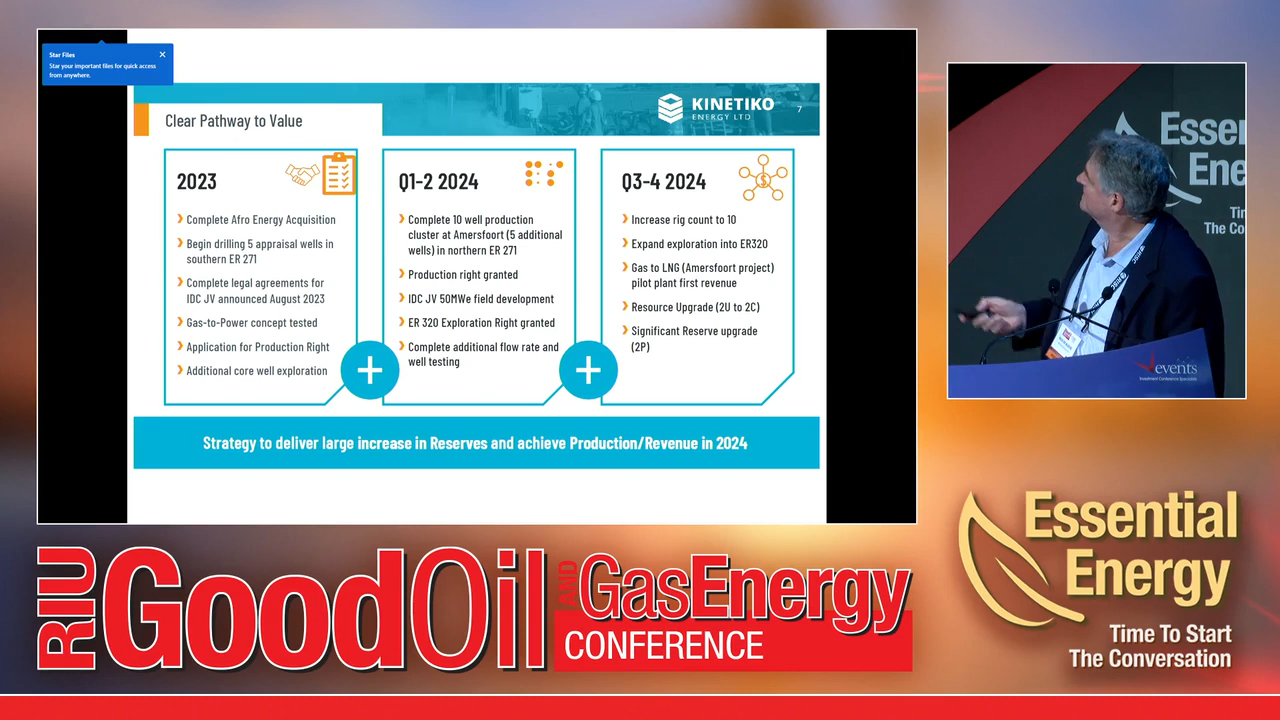 Star Files
Star your important files for quick access
from anywhere.
Clear Pathway to Value
KINETIKO
ENERGY LTD
7
2023
Complete Afro Energy Acquisition
Begin drilling 5 appraisal wells in
southern ER 271
Complete legal agreements for
IDC JV announced August 2023
Gas-to-Power concept tested
Application for Production Right
Additional core well exploration
Q1-2 2024
Complete 10 well production
cluster at Amersfoort (5 additional
wells) in northern ER 271
Production right granted
IDC JV 50MWe field development
ER 320 Exploration Right granted
Complete additional flow rate and
well testing
Q3-4 2024
Increase rig count to 10
Expand exploration into ER320
Gas to LNG (Amersfoort project)
pilot plant first revenue
Resource Upgrade (2U to 2C)
Significant Reserve upgrade
(2P)
Strategy to deliver large increase in Reserves and achieve Production/Revenue in 2024
Essen
Ene
Tim
The Co
events
Investment Conference Specialists
RIU GoodOil AND GasEnergy
CONFERENCE
Essential
Energy
Time To Start
The Conversation